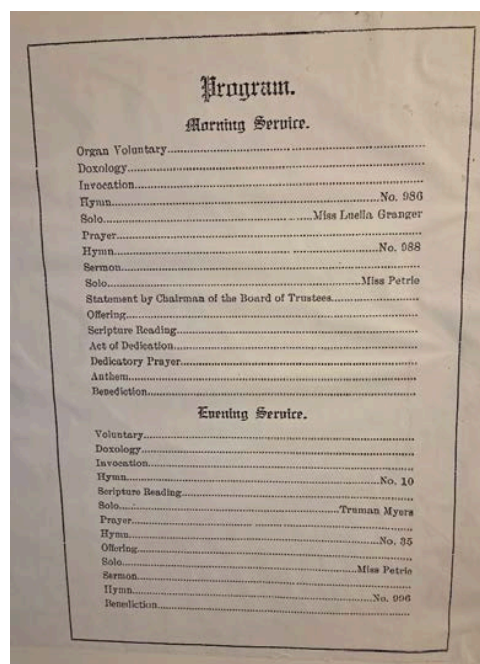 Program.
Morning Service.
Organ Voluntary
Doxology
Invocation
Hymn No. 986
Solo Miss Luella Granger
Prayer
Hymn No. 988
Sermon
Solo Miss Petrie
Statement by Chairman of the Board of Trustees
Offering
Scripture Reading
Act of Dedication
Dedicatory Prayer
Anthem
Benediction
Evening Service.
Voluntary
Doxology
Invocation
Hymn No. 10
Scripture Reading
Solo Truman Myers
Prayer
Hymn No. 35
Offering
Solo Miss Petrie
Sermon
Hymn No. 996
Benediction